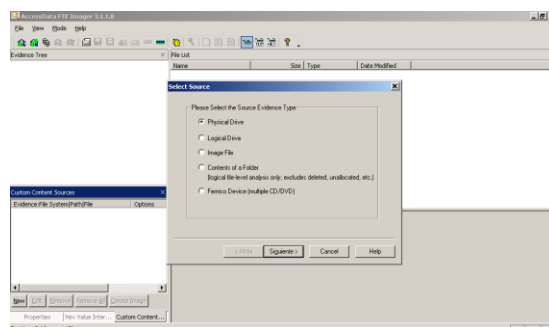 AccessData FTK Imager 3.1.1.8
File View Mode Help
Evidence Tree
File List
Name Size Type Date Modified
Select Source
Please Select the Source Evidence Type
Physical Drive
Logical Drive
Image File
Contents of a Folder
(logical file-level analysis only; excludes deleted, unallocated, etc.)
Fernico Device (multiple CD/DVD)
Siguiente > Cancel Help
Custom Content Sources
Evidence:File System|Path|File Options
New Edit Remove Remove All Create Image
Properties Hex Value Inter... Custom Content...